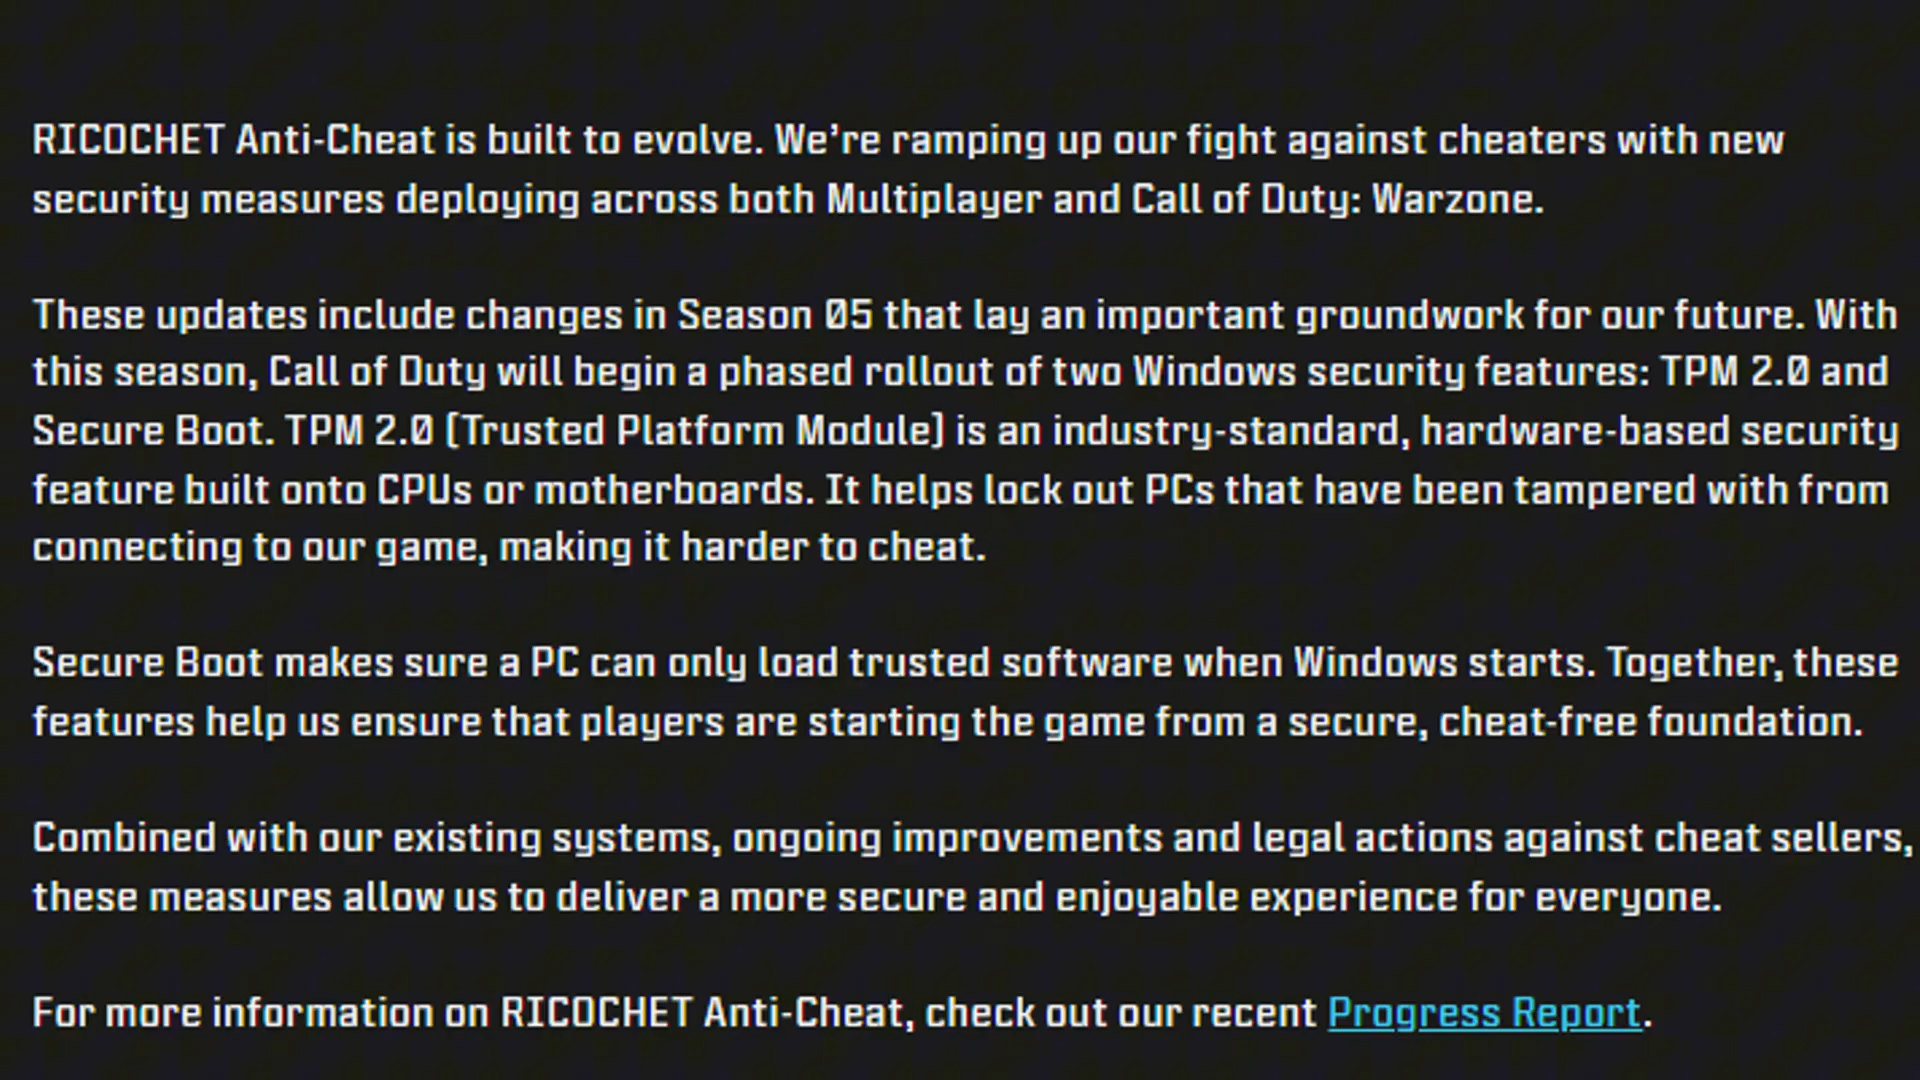 RICOCHET Anti-Cheat is built to evolve. We’re ramping up our fight against cheaters with new
security measures deploying across both Multiplayer and Call of Duty: Warzone.
These updates include changes in Season 05 that lay an important groundwork for our future. With
this season, Call of Duty will begin a phased rollout of two Windows security features: TPM 2.0 and
Secure Boot. TPM 2.0 (Trusted Platform Module) is an industry-standard, hardware-based security
feature built onto CPUs or motherboards. It helps lock out PCs that have been tampered with from
connecting to our game, making it harder to cheat.
Secure Boot makes sure a PC can only load trusted software when Windows starts. Together, these
features help us ensure that players are starting the game from a secure, cheat-free foundation.
Combined with our existing systems, ongoing improvements and legal actions against cheat sellers,
these measures allow us to deliver a more secure and enjoyable experience for everyone.
For more information on RICOCHET Anti-Cheat, check out our recent Progress Report.